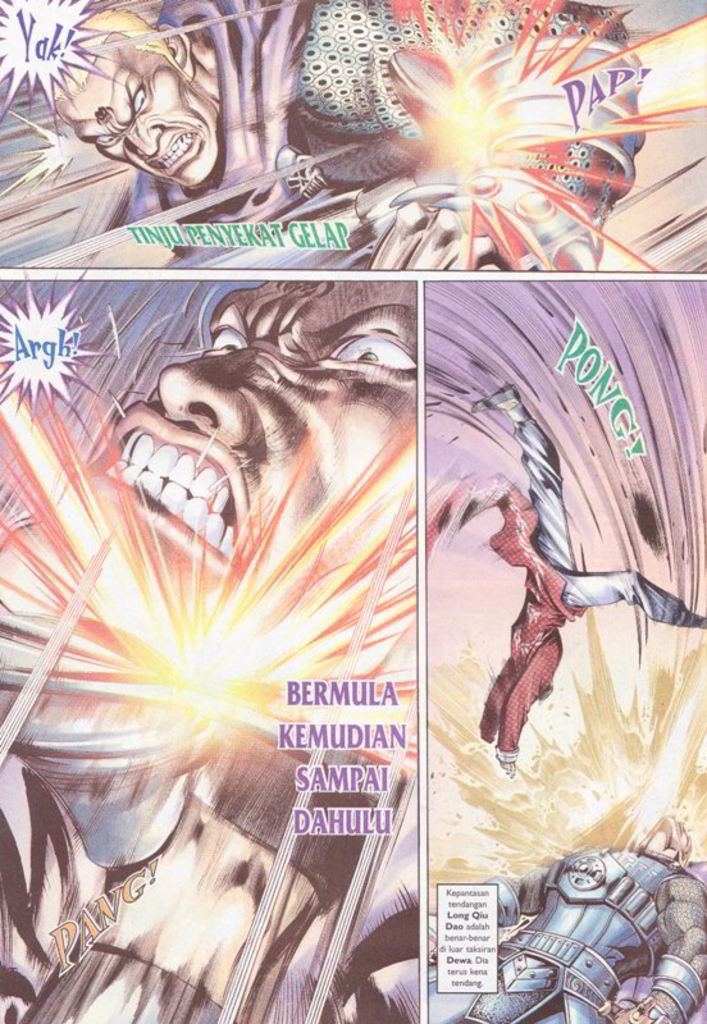 Yak!
PAP!
TINJU PENYEKAT GELAP
Argh!
BERMULA
KEMUDIAN
SAMPAI
DAHULU
PANG!
PONG!
Kepantasan
tendangan
Long Qiu
Dao adalah
benar-benar
di luar taksiran
Dewa. Dia
terus kena
tendang.